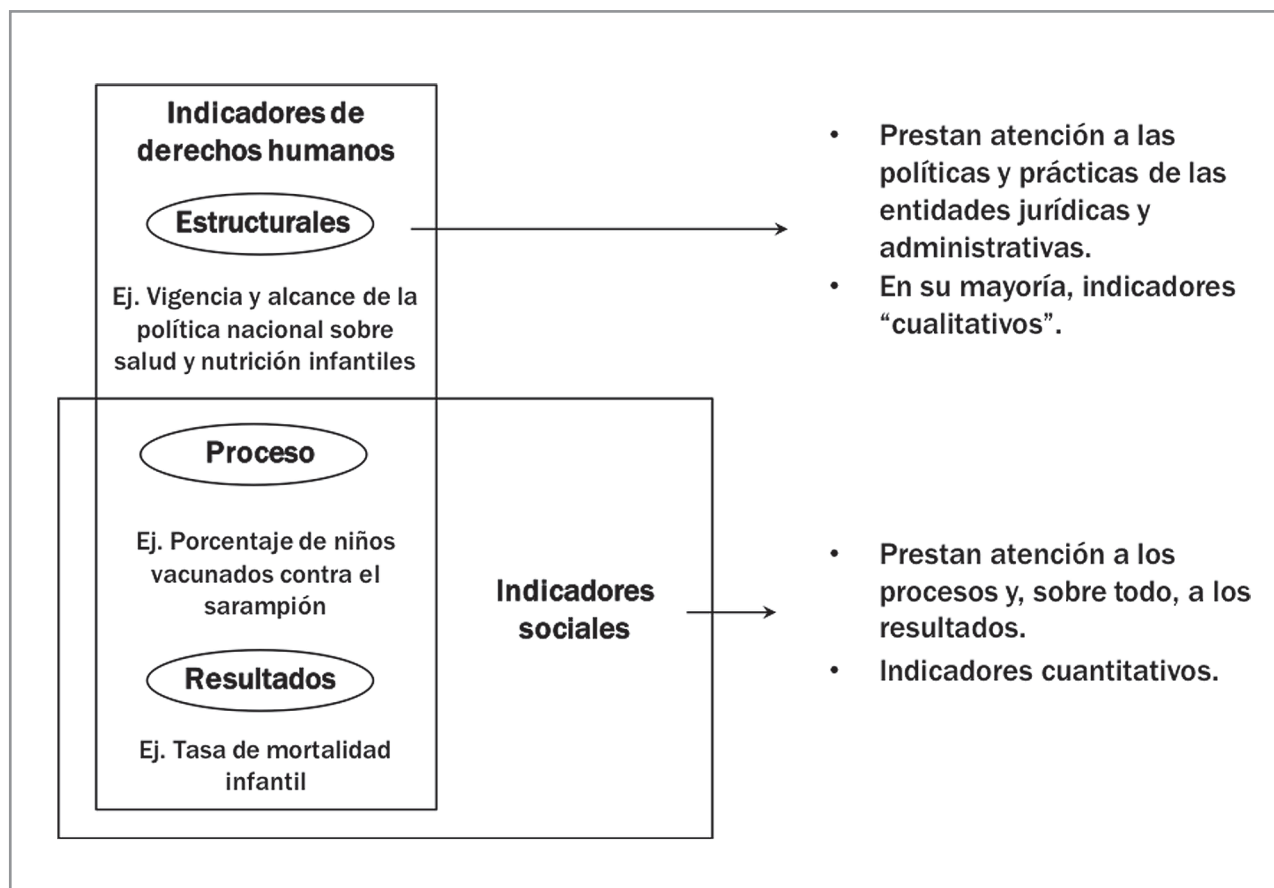 Indicadores de
derechos humanos
Estructurales
Ej. Vigencia y alcance de la
política nacional sobre
salud y nutrición infantiles
• Prestan atención a las
políticas y prácticas de las
entidades jurídicas y
administrativas.
• En su mayoría, indicadores
“cualitativos”.
Proceso
Ej. Porcentaje de niños
vacunados contra el
sarampión
Resultados
Ej. Tasa de mortalidad
infantil
Indicadores
sociales
• Prestan atención a los
procesos y, sobre todo, a los
resultados.
• Indicadores cuantitativos.